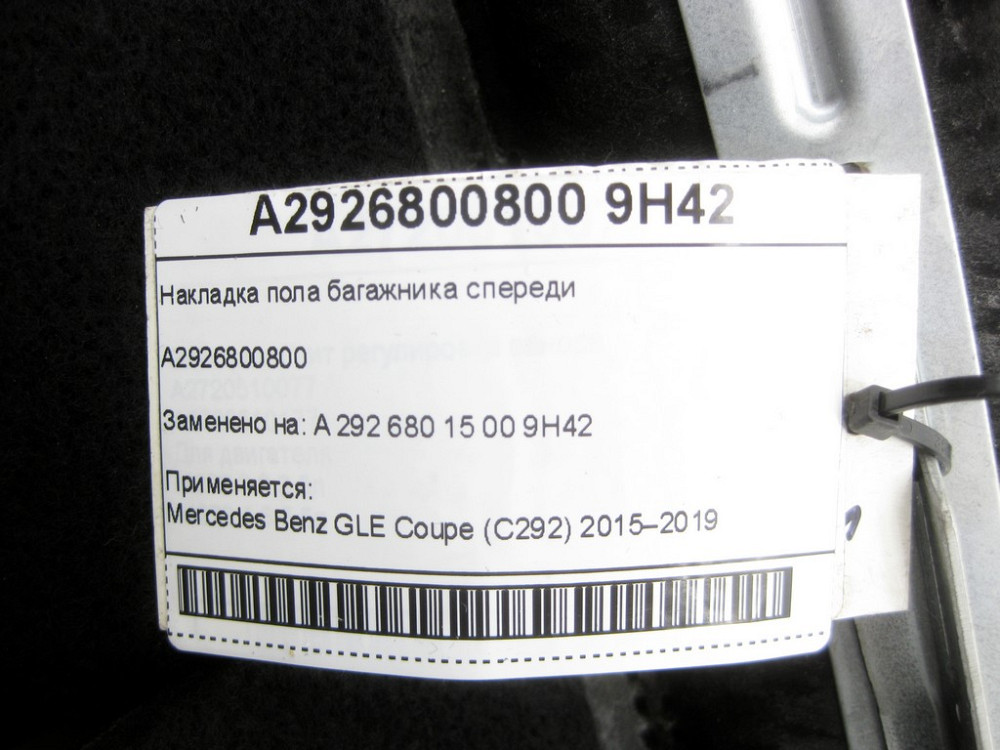 A2926800800 9H42
Накладка пола багажника спереди
A2926800800
Заменено на: A 292 680 15 00 9H42
Применяется:
Mercedes Benz GLE Coupe (C292) 2015–2019